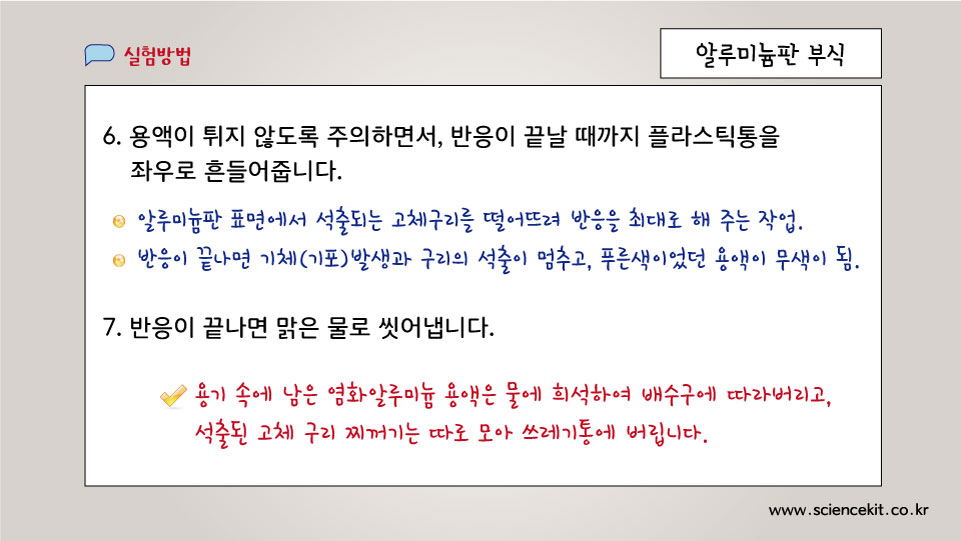 실험방법
알루미늄판 부식
6. 용액이 튀지 않도록 주의하면서, 반응이 끝날 때까지 플라스틱통을
좌우로 흔들어줍니다.
알루미늄판 표면에서 석출되는 고체구리를 떨어뜨려 반응을 최대로 해 주는 작업.
반응이 끝나면 기체(기포)발생과 구리의 석출이 멈추고, 푸른색이었던 용액이 무색이 됨.
7. 반응이 끝나면 맑은 물로 씻어냅니다.
용기 속에 남은 염화알루미늄 용액은 물에 희석하여 배수구에 따라버리고,
석출된 고체 구리 찌꺼기는 따로 모아 쓰레기통에 버립니다.
www.sciencekit.co.kr